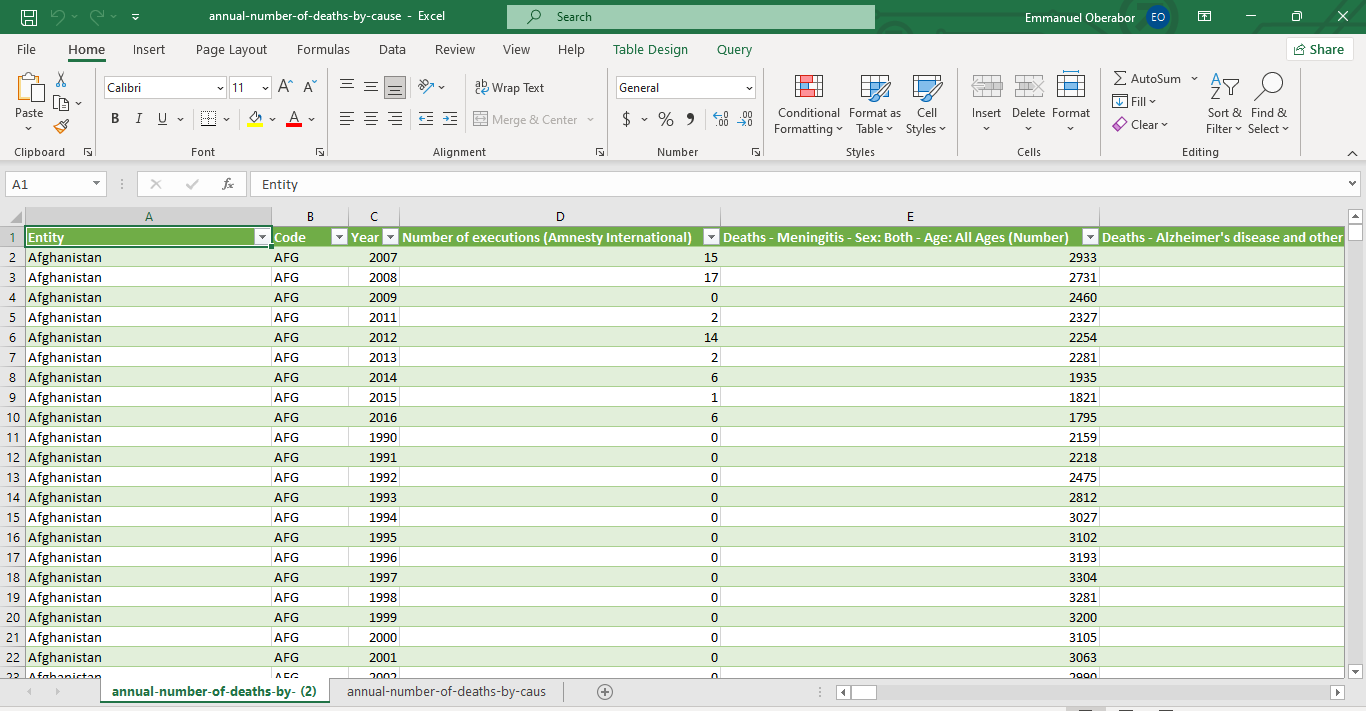 annual-number-of-deaths-by-cause - Excel
Search
Emmanuel Oberabor EO
File Home Insert Page Layout Formulas Data Review View Help Table Design Query Share
Calibri 11 ab Wrap Text General AutoSum
Paste Conditional Format as Cell Insert Delete Format Fill Sort & Find &
B I U A Merge & Center $ % Formatting Table Styles Clear Filter Select
Clipboard Font Alignment Number Styles Cells Editing
A1 fx Entity
A B C D E
1 Entity Code Year Number of executions (Amnesty International) Deaths - Meningitis - Sex: Both - Age: All Ages (Number) Deaths - Alzheimer's disease and other
2 Afghanistan AFG 2007 15 2933
3 Afghanistan AFG 2008 17 2731
4 Afghanistan AFG 2009 0 2460
5 Afghanistan AFG 2011 2 2327
6 Afghanistan AFG 2012 14 2254
7 Afghanistan AFG 2013 2 2281
8 Afghanistan AFG 2014 6 1935
9 Afghanistan AFG 2015 1 1821
10 Afghanistan AFG 2016 6 1795
11 Afghanistan AFG 1990 0 2159
12 Afghanistan AFG 1991 0 2218
13 Afghanistan AFG 1992 0 2475
14 Afghanistan AFG 1993 0 2812
15 Afghanistan AFG 1994 0 3027
16 Afghanistan AFG 1995 0 3102
17 Afghanistan AFG 1996 0 3193
18 Afghanistan AFG 1997 0 3304
19 Afghanistan AFG 1998 0 3281
20 Afghanistan AFG 1999 0 3200
21 Afghanistan AFG 2000 0 3105
22 Afghanistan AFG 2001 0 3063
23 Afghanistan AFG 2002 0 2990
annual-number-of-deaths-by- (2) annual-number-of-deaths-by-caus